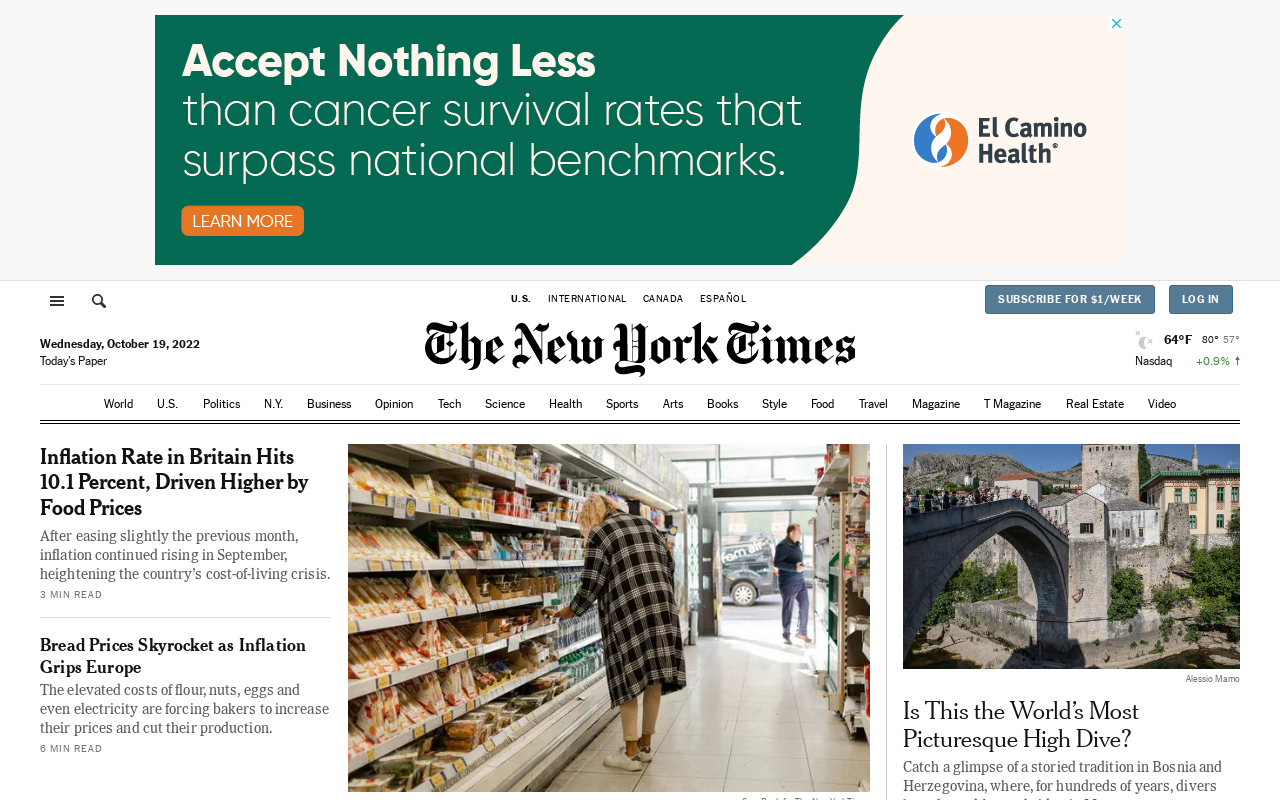 Accept Nothing Less
than cancer survival rates that
surpass national benchmarks.
LEARN MORE
El Camino
Health®
U.S. INTERNATIONAL CANADA ESPAÑOL
SUBSCRIBE FOR $1/WEEK LOG IN
The New York Times
Wednesday, October 19, 2022
Today's Paper
64°F 80° 57°
Nasdaq +0.9% ↑
World U.S. Politics N.Y. Business Opinion Tech Science Health Sports Arts Books Style Food Travel Magazine T Magazine Real Estate Video
Inflation Rate in Britain Hits
10.1 Percent, Driven Higher by
Food Prices
After easing slightly the previous month,
inflation continued rising in September,
heightening the country's cost-of-living crisis.
3 MIN READ
Bread Prices Skyrocket as Inflation
Grips Europe
The elevated costs of flour, nuts, eggs and
even electricity are forcing bakers to increase
their prices and cut their production.
6 MIN READ
Alessio Mamo
Is This the World's Most
Picturesque High Dive?
Catch a glimpse of a storied tradition in Bosnia and
Herzegovina, where, for hundreds of years, divers